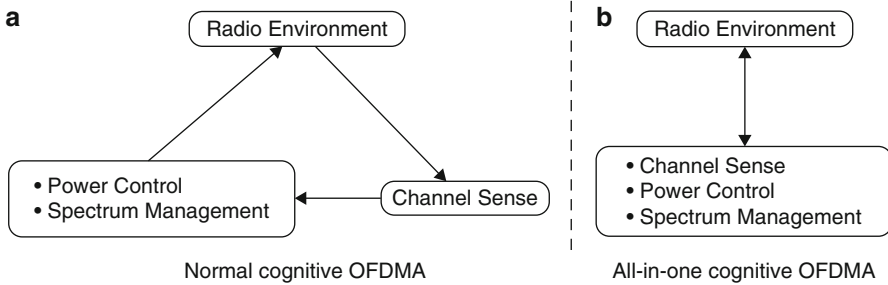 a
Radio Environment
• Power Control
• Spectrum Management
Channel Sense
Normal cognitive OFDMA
b
Radio Environment
• Channel Sense
• Power Control
• Spectrum Management
All-in-one cognitive OFDMA